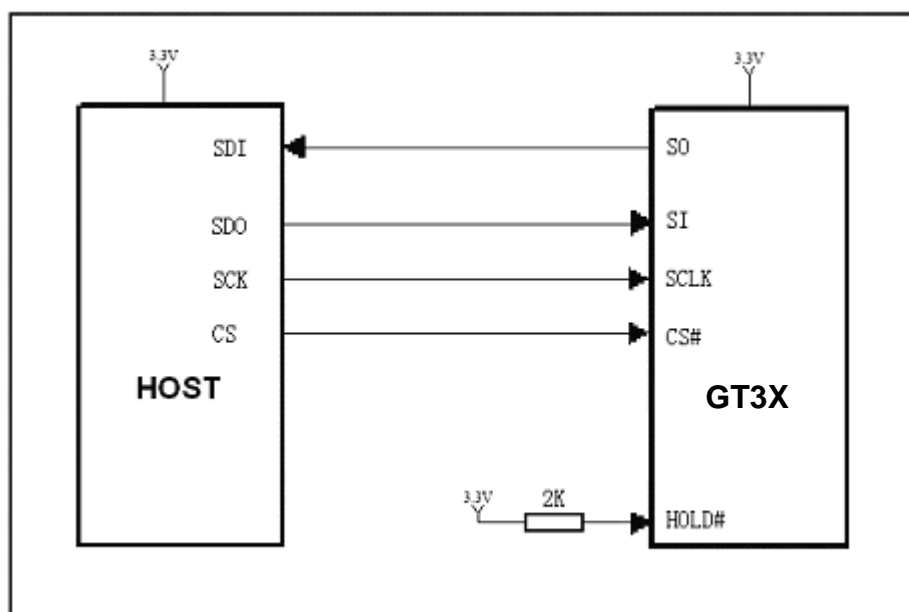 3.3V
3.3V
SDI
SO
SDO
SI
SCK
SCLK
CS
CS#
HOST
GT3X
3.3V
2K
HOLD#